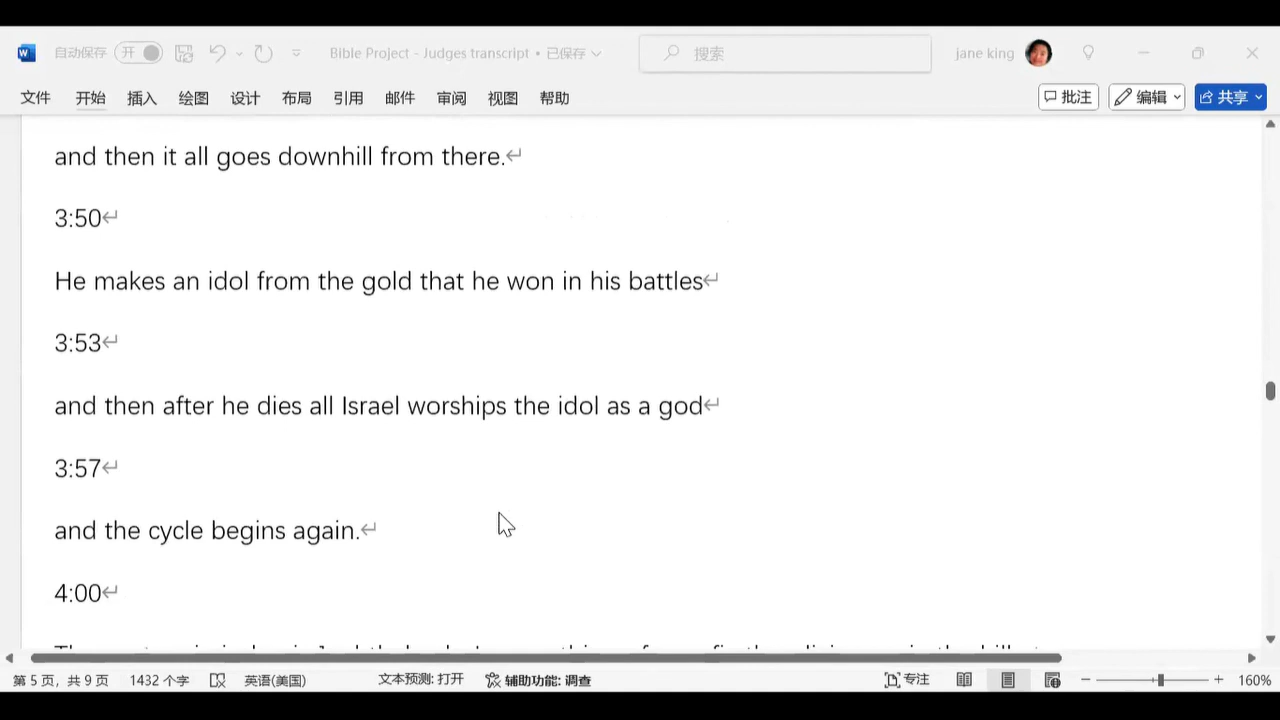 自动保存 开 Bible Project - Judges transcript • 已保存 搜索 jane king
文件 开始 插入 绘图 设计 布局 引用 邮件 审阅 视图 帮助 批注 编辑 共享
and then it all goes downhill from there.
3:50
He makes an idol from the gold that he won in his battles
3:53
and then after he dies all Israel worships the idol as a god
3:57
and the cycle begins again.
4:00
第 5 页，共 9 页 1432 个字 英语(美国) 文本预测: 打开 辅助功能: 调查 专注 160%